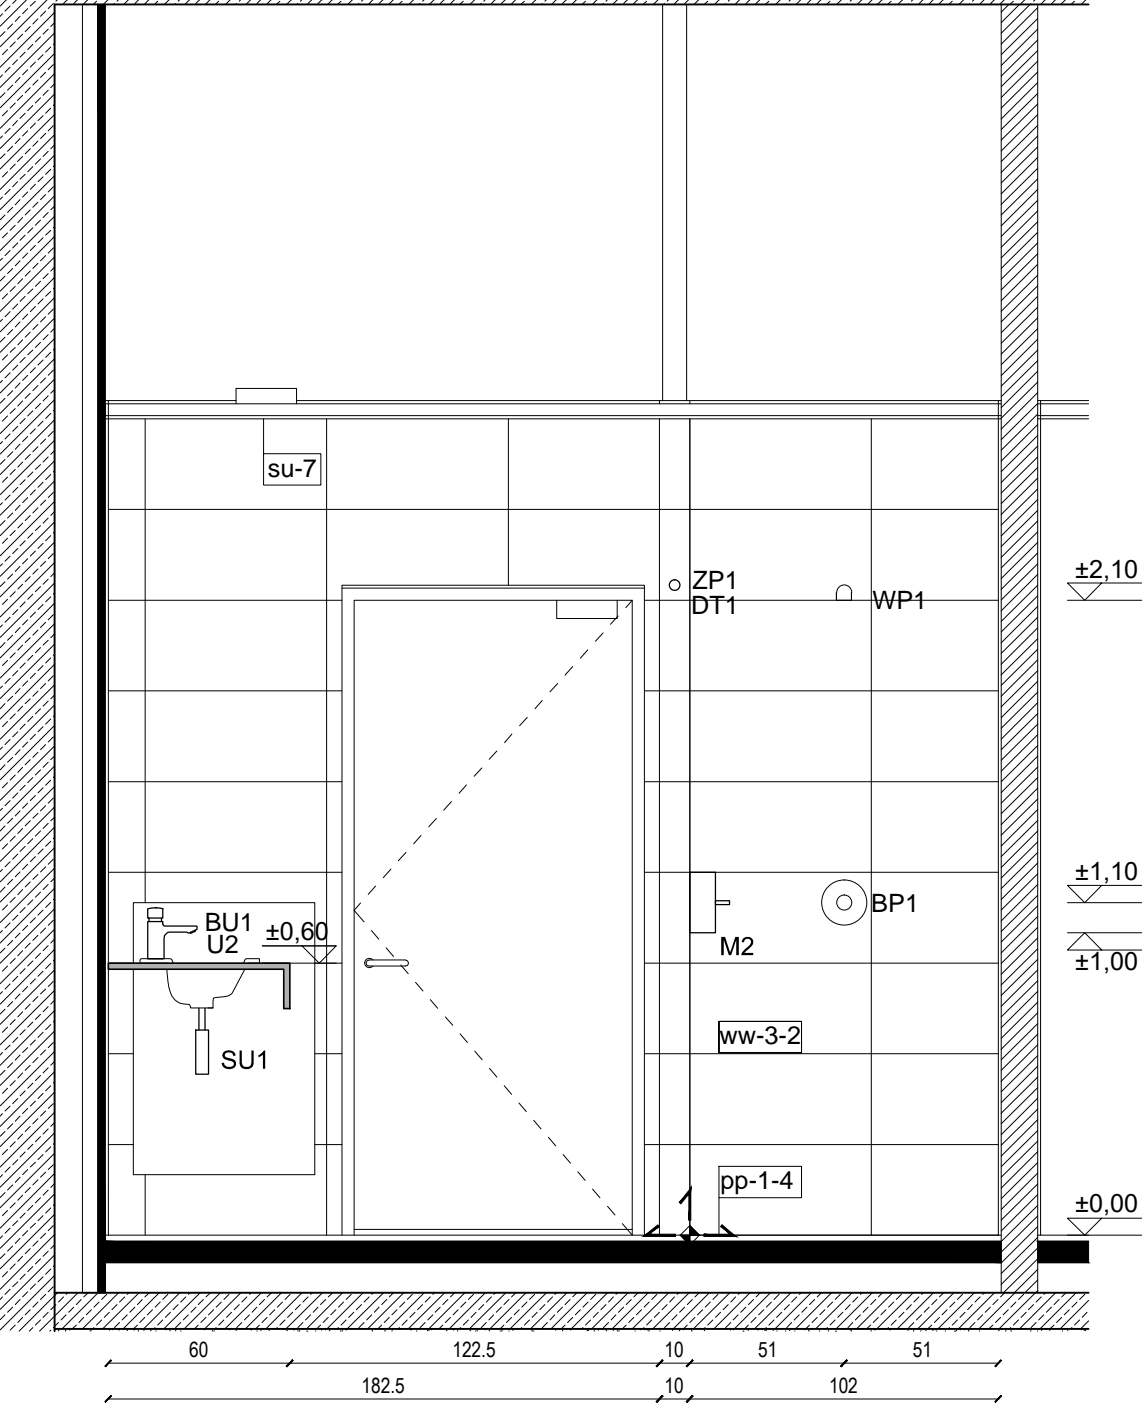 su-7
ZP1
DT1
WP1
±2,10
±1,10
BU1
U2
±0,60
BP1
M2
±1,00
ww-3-2
SU1
pp-1-4
±0,00
60 122.5 10 51 51
182.5 10 102